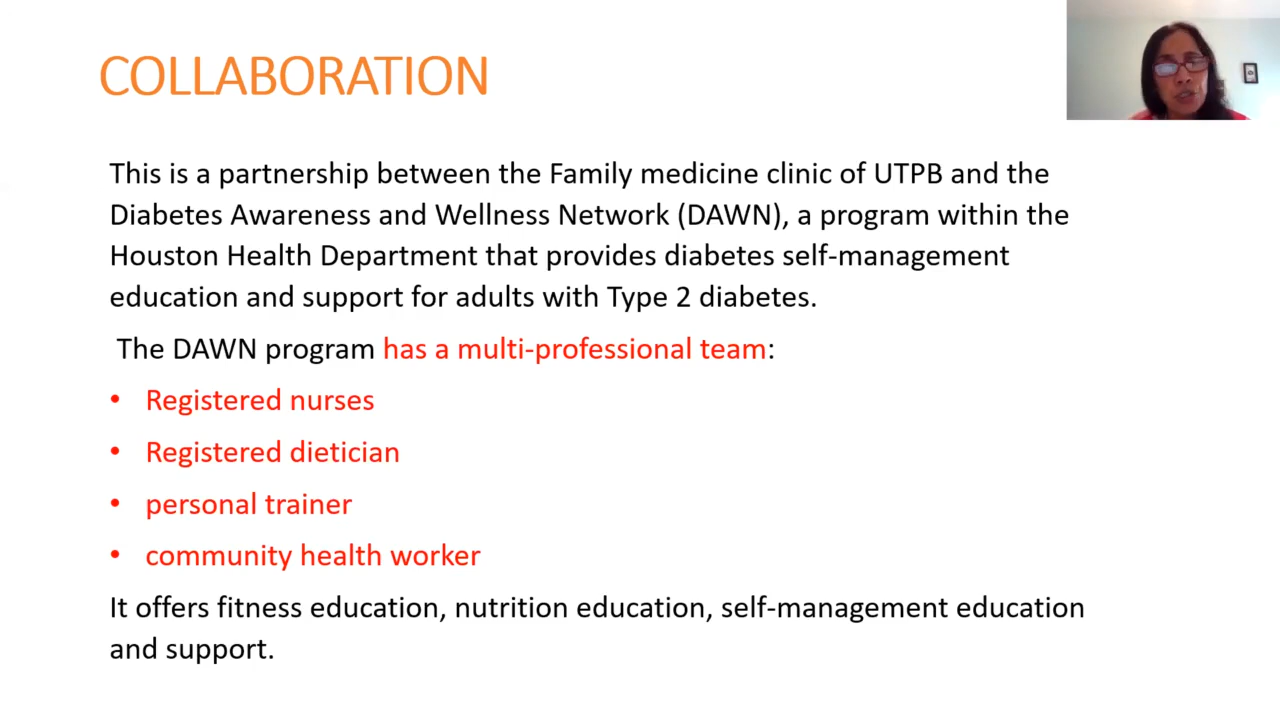 COLLABORATION
This is a partnership between the Family medicine clinic of UTPB and the
Diabetes Awareness and Wellness Network (DAWN), a program within the
Houston Health Department that provides diabetes self-management
education and support for adults with Type 2 diabetes.
The DAWN program has a multi-professional team:
• Registered nurses
• Registered dietician
• personal trainer
• community health worker
It offers fitness education, nutrition education, self-management education
and support.